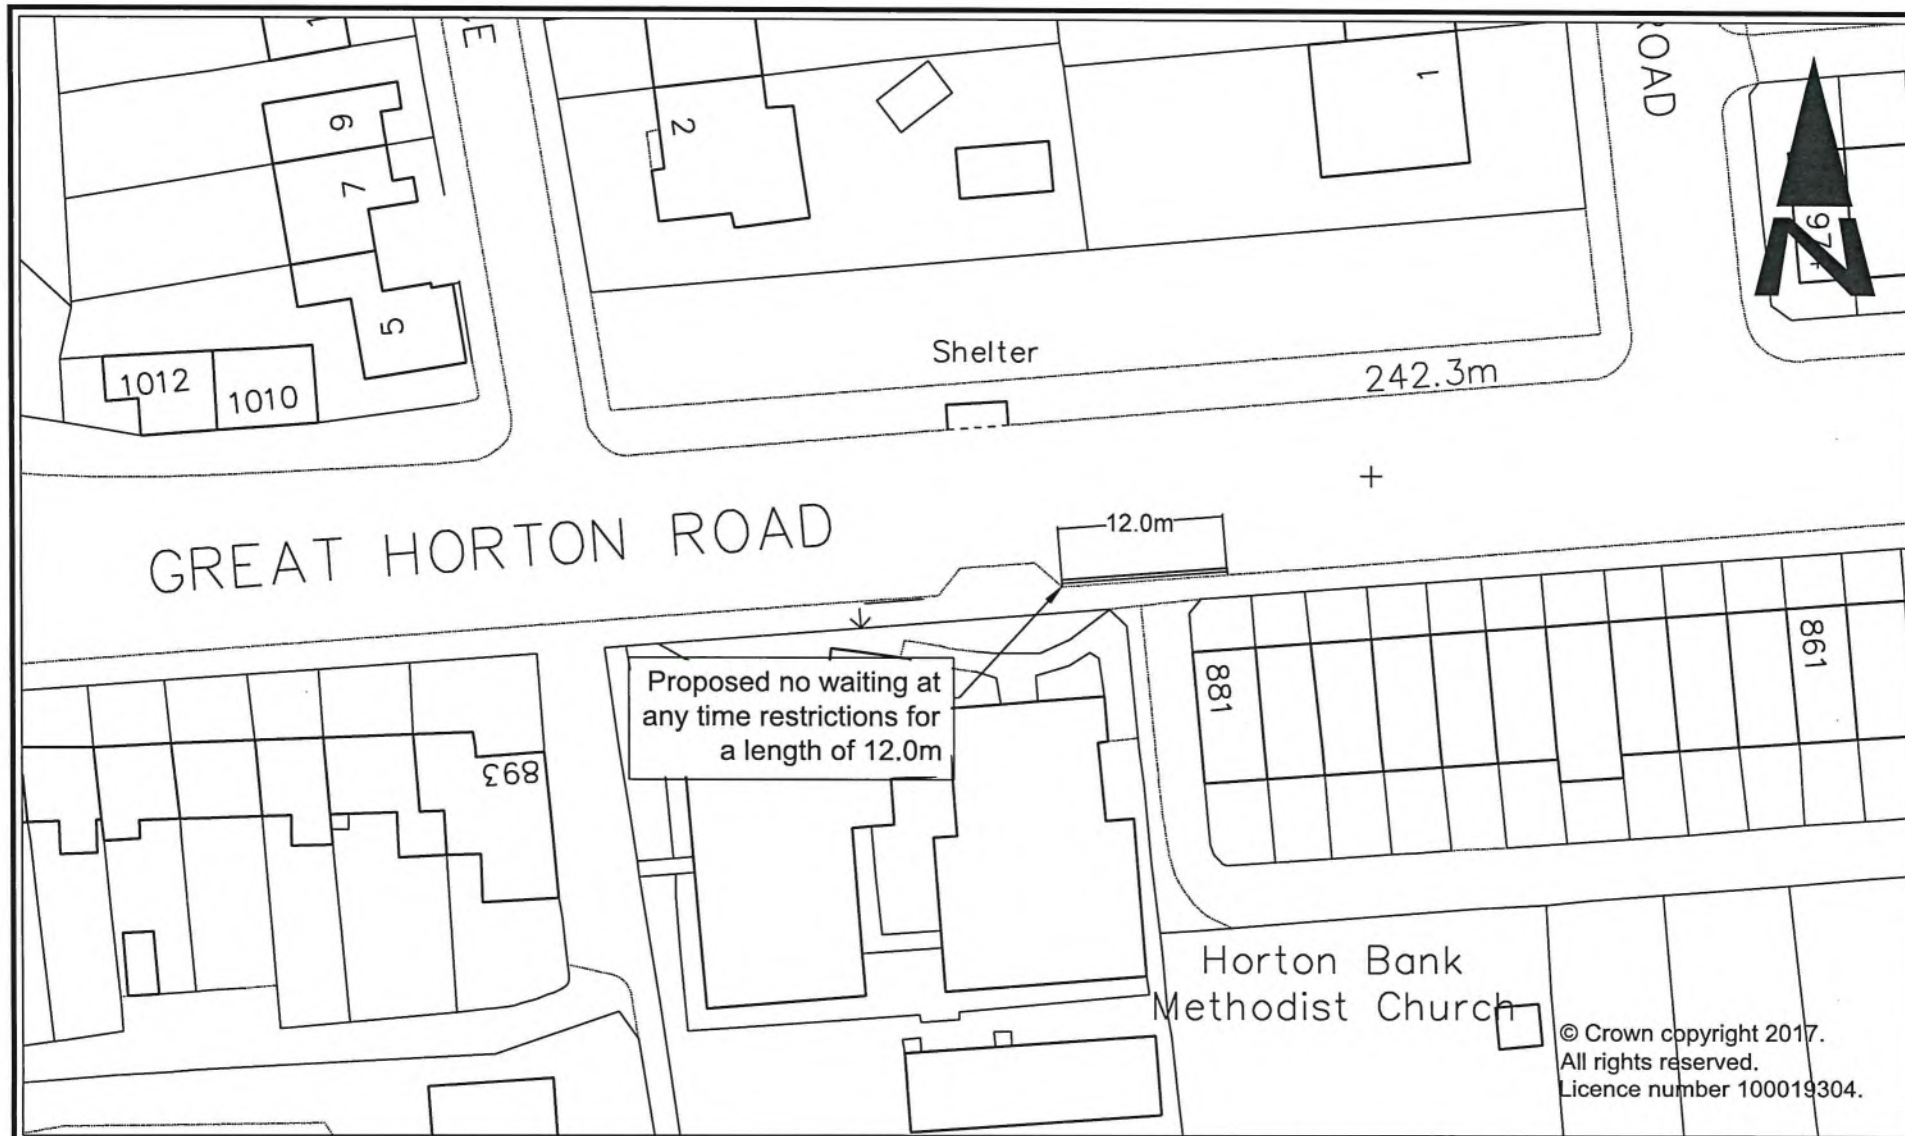 ROAD
1
2
6
7
5
97
N
Shelter
242.3m
1012
1010
GREAT HORTON ROAD
12.0m
Proposed no waiting at
any time restrictions for
a length of 12.0m
893
881
861
Horton Bank
Methodist Church
© Crown copyright 2017.
All rights reserved.
Licence number 100019304.